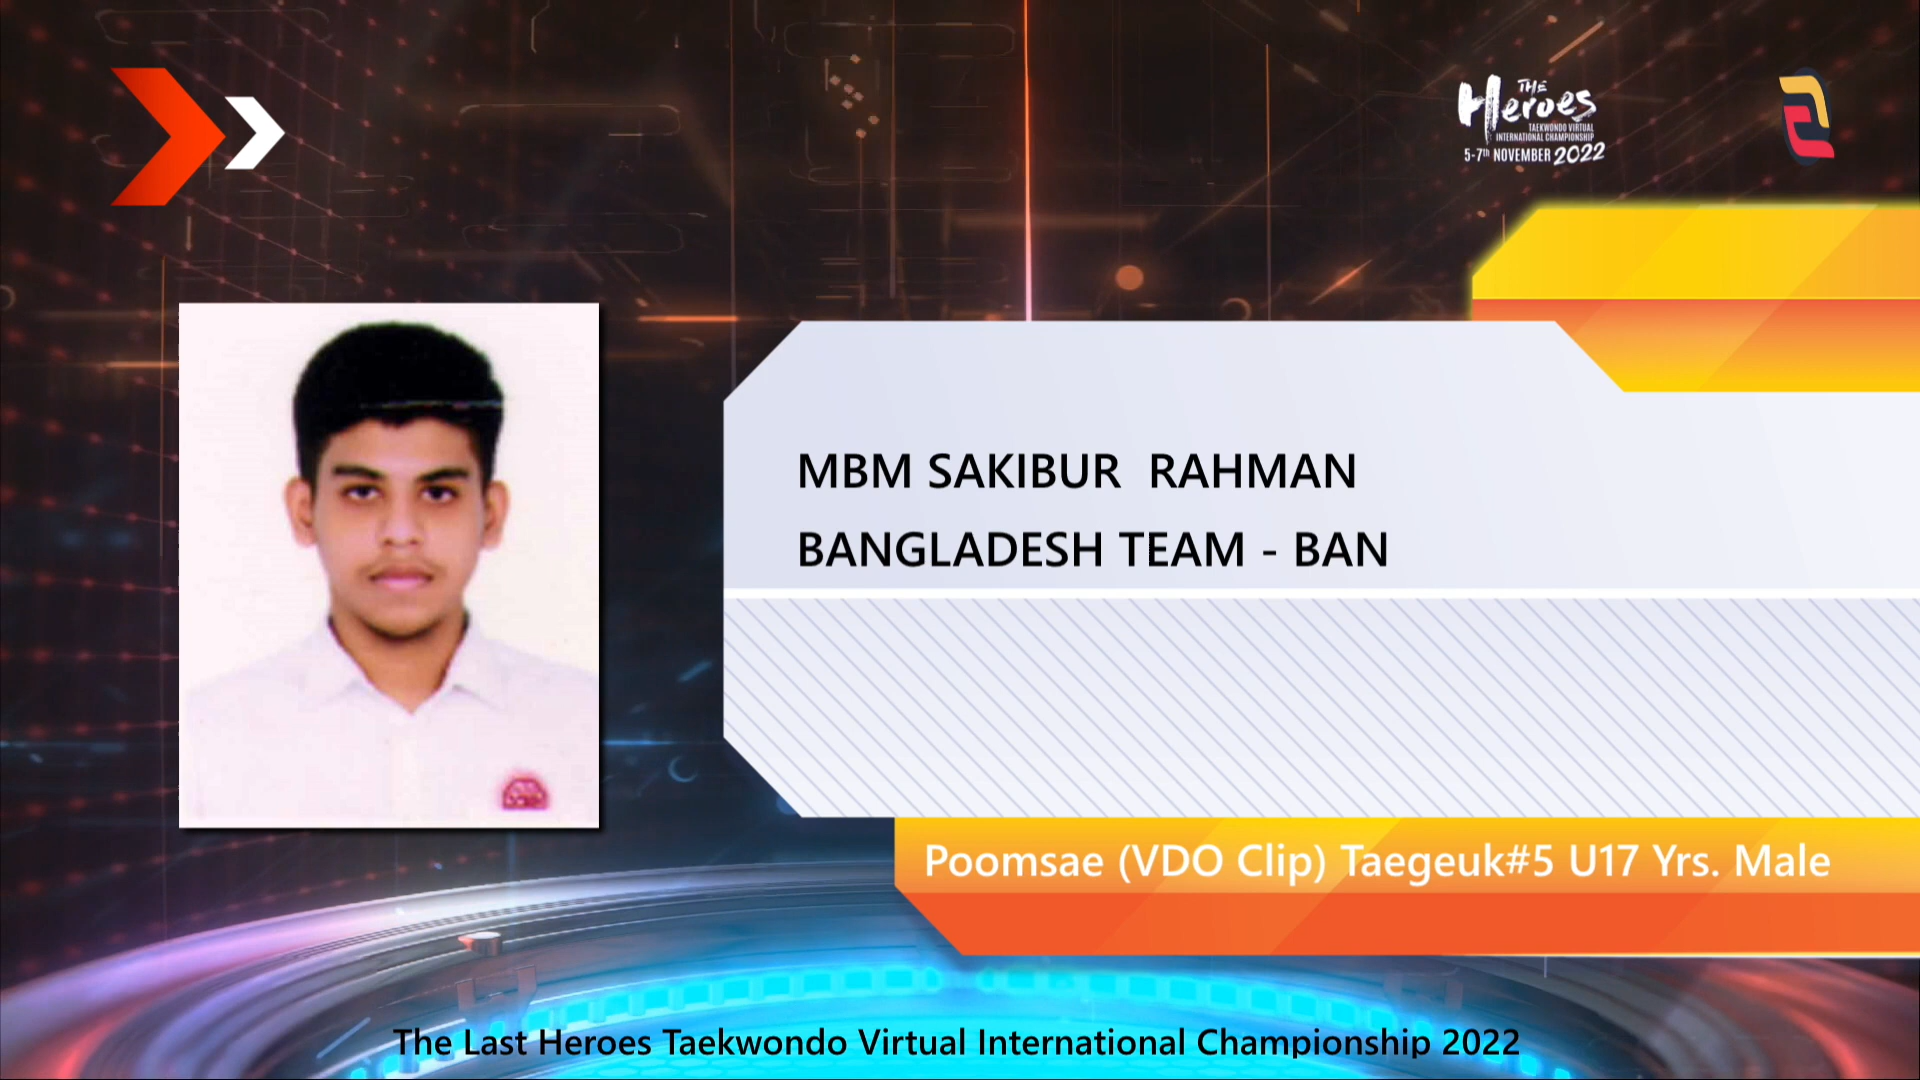 THE
Heroes
TAEKWONDO VIRTUAL
INTERNATIONAL CHAMPIONSHIP
5-7th NOVEMBER 2022
MBM SAKIBUR  RAHMAN
BANGLADESH TEAM - BAN
Poomsae (VDO Clip) Taegeuk#5 U17 Yrs. Male
The Last Heroes Taekwondo Virtual International Championship 2022